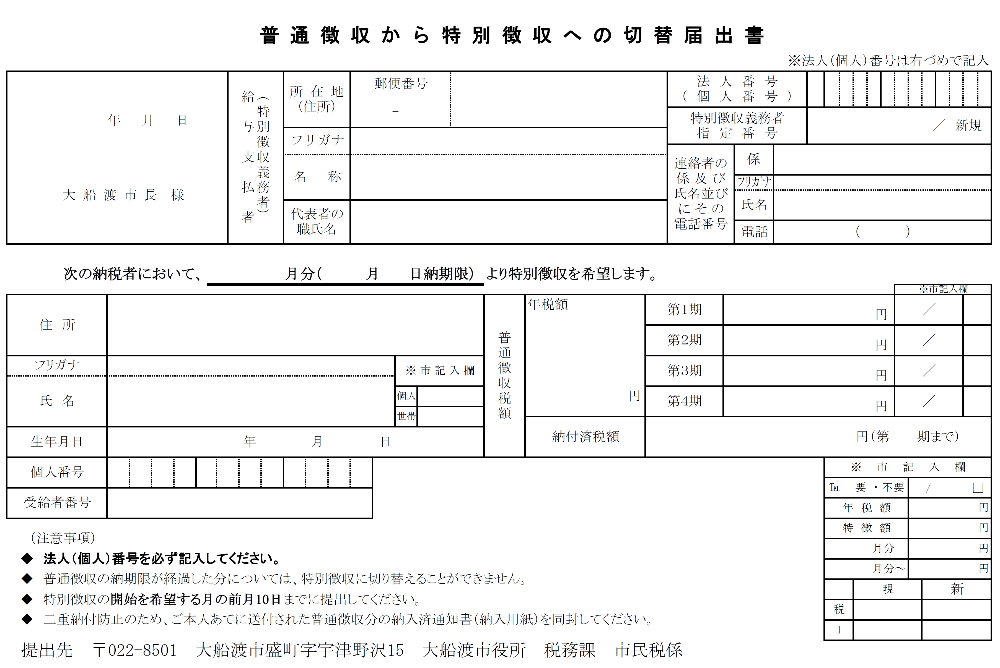 普通徴収から特別徴収への切替届出書
※法人（個人）番号は右づめで記入
年　月　日
大船渡市長　様
給与支払者
（特別徴収義務者）
所在地
（住所）
郵便番号
−
フリガナ
名称
代表者の
職氏名
法人番号
（個人番号）
特別徴収義務者
指定番号
／ 新規
連絡者の
係及び
氏名並び
にその
電話番号
係
フリガナ
氏名
電話
（　　　）
次の納税者において、　　　月分（　　月　　日納期限）より特別徴収を希望します。
※市記入欄
住所
フリガナ
氏名
※市記入欄
個人
世帯
生年月日
年　月　日
個人番号
受給者番号
普通徴収税額
年税額
円
第1期　円　／
第2期　円　／
第3期　円　／
第4期　円　／
納付済税額
円（第　　期まで）
※市記入欄
℡　要・不要　/　□
年税額　円
特徴額　円
月分　円
月分～　円
現　新
税
I
（注意事項）
◆　法人（個人）番号を必ず記入してください。
◆　普通徴収の納期限が経過した分については、特別徴収に切り替えることができません。
◆　特別徴収の開始を希望する月の前月10日までに提出してください。
◆　二重納付防止のため、ご本人あてに送付された普通徴収分の納入済通知書（納入用紙）を同封してください。
提出先　〒022-8501　大船渡市盛町字宇津野沢15　大船渡市役所　税務課　市民税係